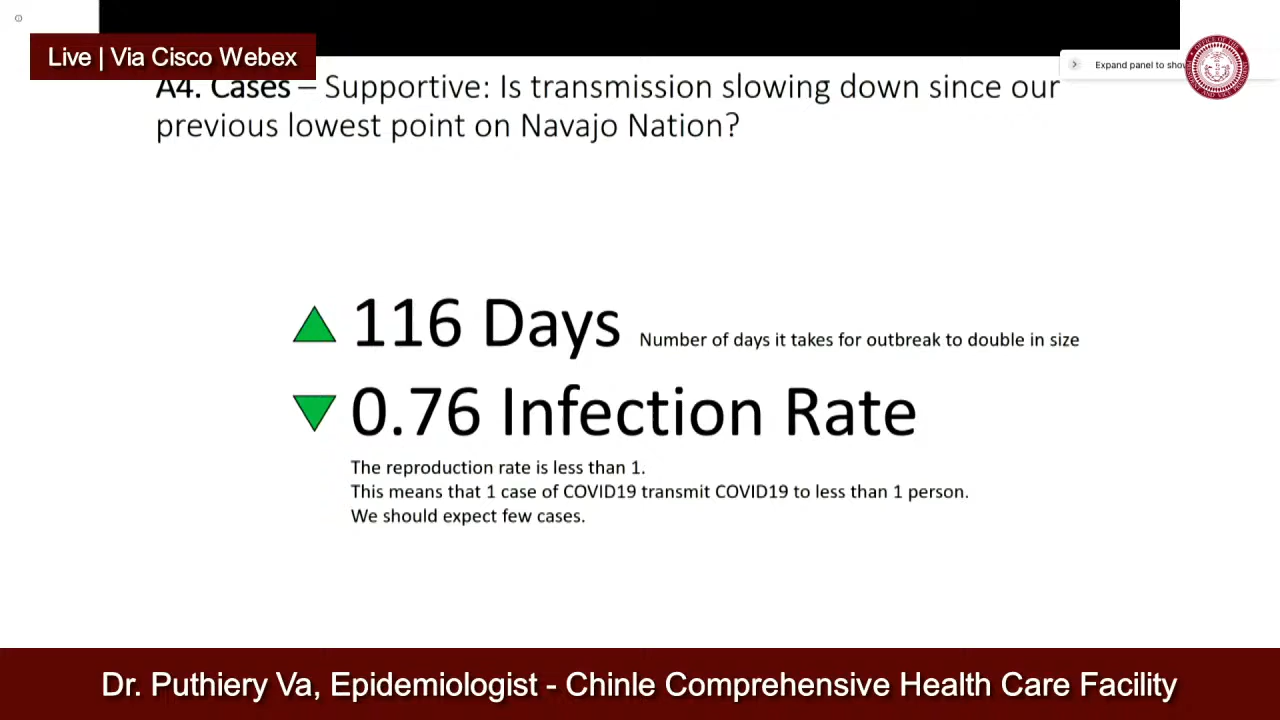 Live | Via Cisco Webex
Expand panel to sho
A4. Cases – Supportive: Is transmission slowing down since our
previous lowest point on Navajo Nation?
116 Days Number of days it takes for outbreak to double in size
0.76 Infection Rate
The reproduction rate is less than 1.
This means that 1 case of COVID19 transmit COVID19 to less than 1 person.
We should expect few cases.
Dr. Puthiery Va, Epidemiologist - Chinle Comprehensive Health Care Facility